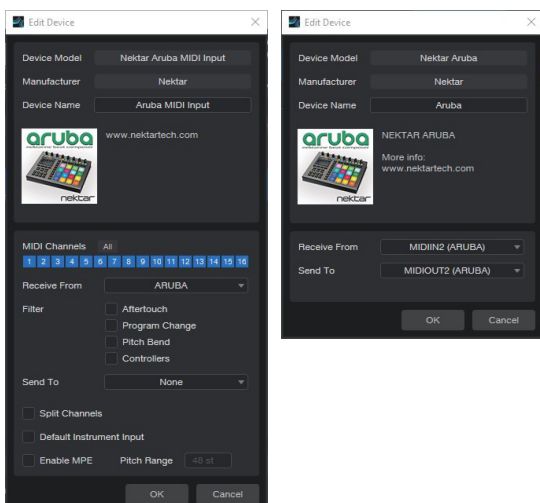 Edit Device
Device Model Nektar Aruba MIDI Input
Manufacturer Nektar
Device Name Aruba MIDI Input
aruba
nektar
www.nektartech.com
MIDI Channels All
1 2 3 4 5 6 7 8 9 10 11 12 13 14 15 16
Receive From ARUBA
Filter Aftertouch
Program Change
Pitch Bend
Controllers
Send To None
Split Channels
Default Instrument Input
Enable MPE Pitch Range 48 st
OK Cancel
Edit Device
Device Model Nektar Aruba
Manufacturer Nektar
Device Name Aruba
aruba
nektar
NEKTAR ARUBA
More info:
www.nektartech.com
Receive From MIDIIN2 (ARUBA)
Send To MIDIOUT2 (ARUBA)
OK Cancel